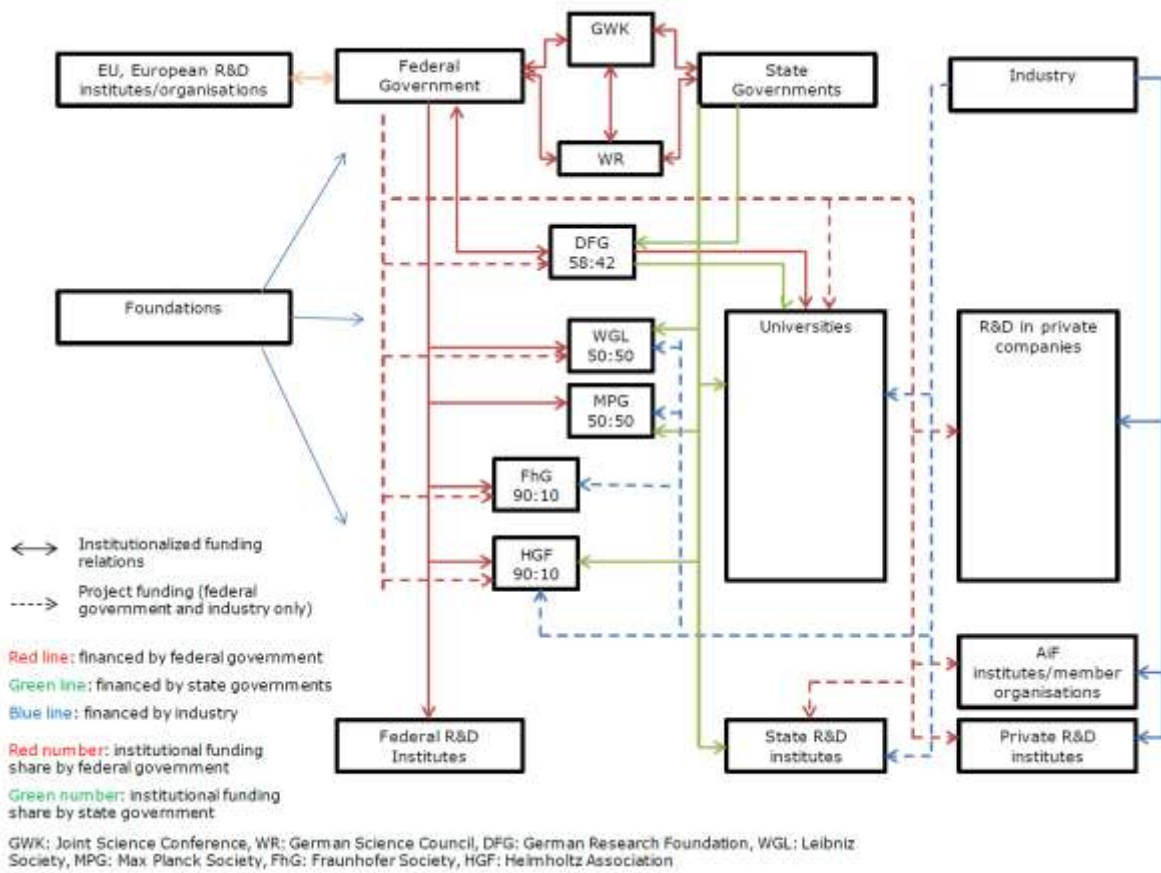 GWK
EU, European R&D
institutes/organisations
Federal
Government
State
Governments
Industry
WR
DFG
58:42
Foundations
WGL
50:50
Universities
R&D in private
companies
MPG
50:50
FhG
90:10
HGF
90:10
Institutionalized funding
relations
Project funding (federal
government and industry only)
Red line: financed by federal government
Green line: financed by state governments
Blue line: financed by industry
Red number: institutional funding
share by federal government
Green number: institutional funding
share by state government
AiF
institutes/member
organisations
Federal R&D
Institutes
State R&D
institutes
Private R&D
institutes
GWK: Joint Science Conference, WR: German Science Council, DFG: German Research Foundation, WGL: Leibniz
Society, MPG: Max Planck Society, FhG: Fraunhofer Society, HGF: Helmholtz Association